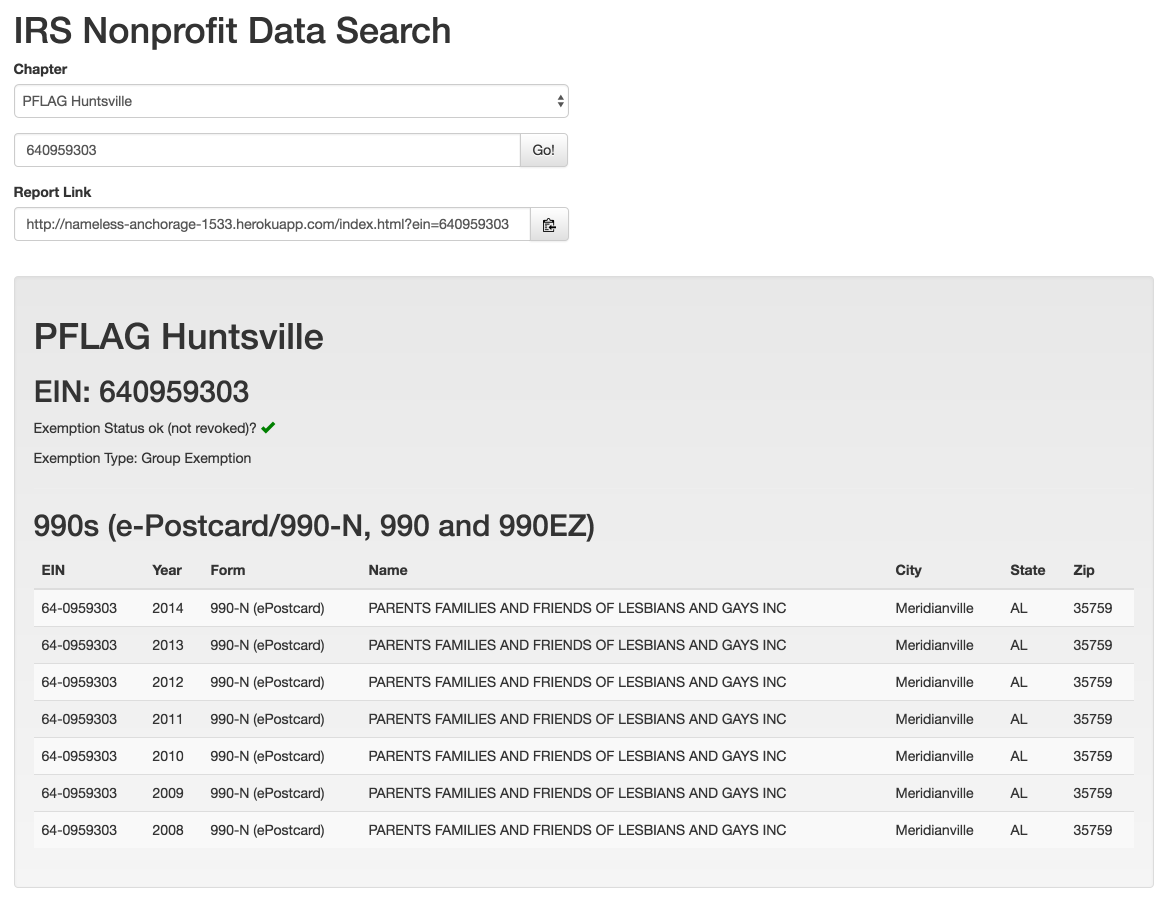 IRS Nonprofit Data Search
Chapter
PFLAG Huntsville
640959303 Go!
Report Link
http://nameless-anchorage-1533.herokuapp.com/index.html?ein=640959303
PFLAG Huntsville
EIN: 640959303
Exemption Status ok (not revoked)?
Exemption Type: Group Exemption
990s (e-Postcard/990-N, 990 and 990EZ)
EIN Year Form Name City State Zip
64-0959303 2014 990-N (ePostcard) PARENTS FAMILIES AND FRIENDS OF LESBIANS AND GAYS INC Meridianville AL 35759
64-0959303 2013 990-N (ePostcard) PARENTS FAMILIES AND FRIENDS OF LESBIANS AND GAYS INC Meridianville AL 35759
64-0959303 2012 990-N (ePostcard) PARENTS FAMILIES AND FRIENDS OF LESBIANS AND GAYS INC Meridianville AL 35759
64-0959303 2011 990-N (ePostcard) PARENTS FAMILIES AND FRIENDS OF LESBIANS AND GAYS INC Meridianville AL 35759
64-0959303 2010 990-N (ePostcard) PARENTS FAMILIES AND FRIENDS OF LESBIANS AND GAYS INC Meridianville AL 35759
64-0959303 2009 990-N (ePostcard) PARENTS FAMILIES AND FRIENDS OF LESBIANS AND GAYS INC Meridianville AL 35759
64-0959303 2008 990-N (ePostcard) PARENTS FAMILIES AND FRIENDS OF LESBIANS AND GAYS INC Meridianville AL 35759